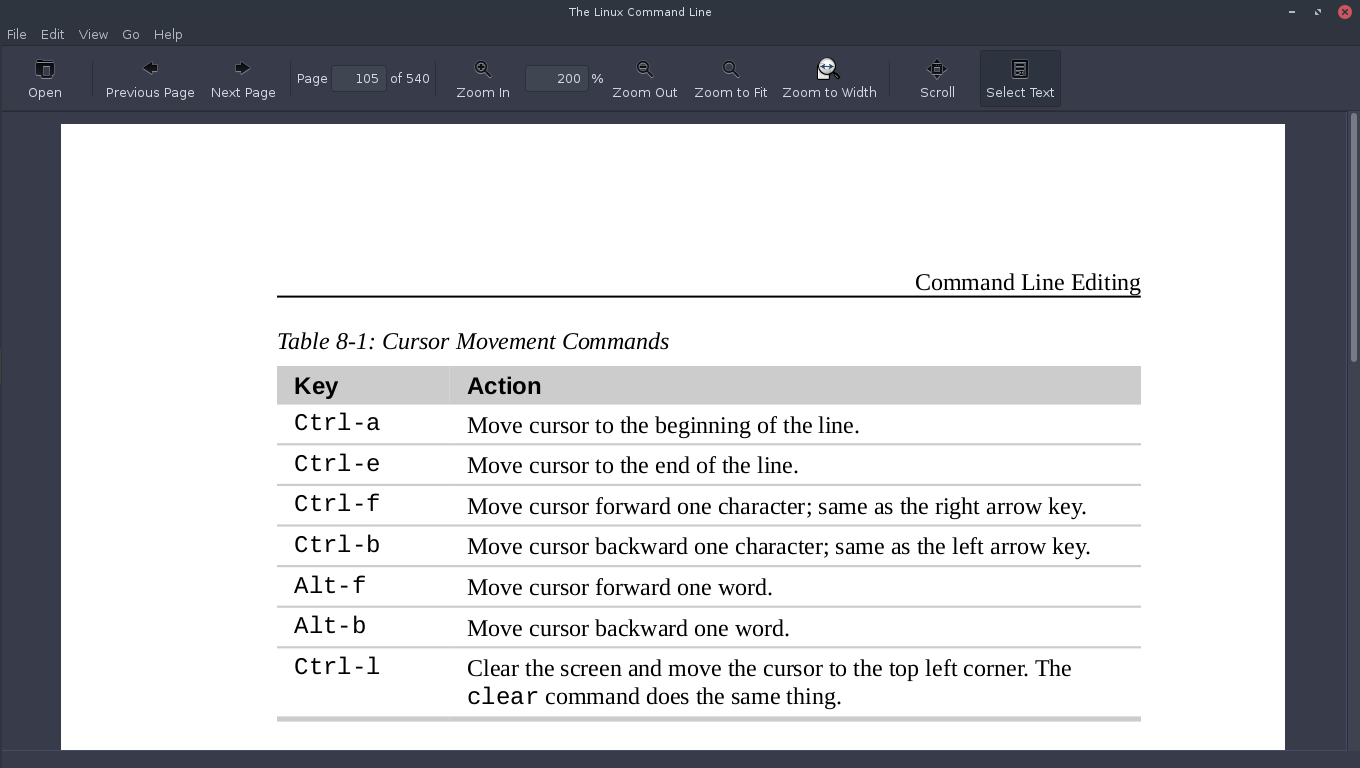 The Linux Command Line
File Edit View Go Help
Open Previous Page Next Page Page 105 of 540 Zoom In 200 % Zoom Out Zoom to Fit Zoom to Width Scroll Select Text
Command Line Editing
Table 8-1: Cursor Movement Commands
Key Action
Ctrl-a Move cursor to the beginning of the line.
Ctrl-e Move cursor to the end of the line.
Ctrl-f Move cursor forward one character; same as the right arrow key.
Ctrl-b Move cursor backward one character; same as the left arrow key.
Alt-f Move cursor forward one word.
Alt-b Move cursor backward one word.
Ctrl-l Clear the screen and move the cursor to the top left corner. The
clear command does the same thing.